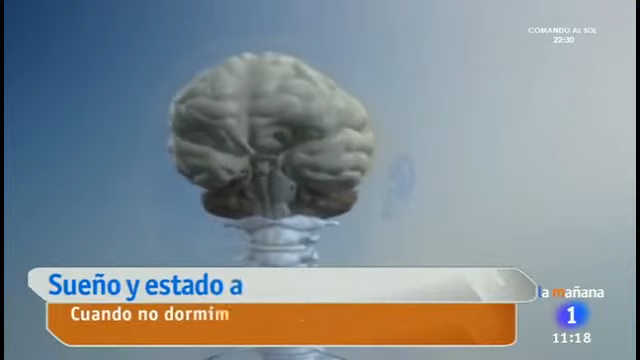 COMANDO AL SOL
22:30
Sueño y estado a
Cuando no dormim
la mañana
1
11:18